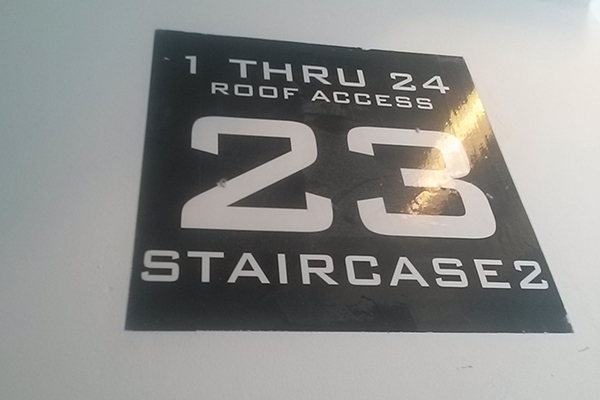 1 THRU 24
ROOF ACCESS
23
STAIRCASE2